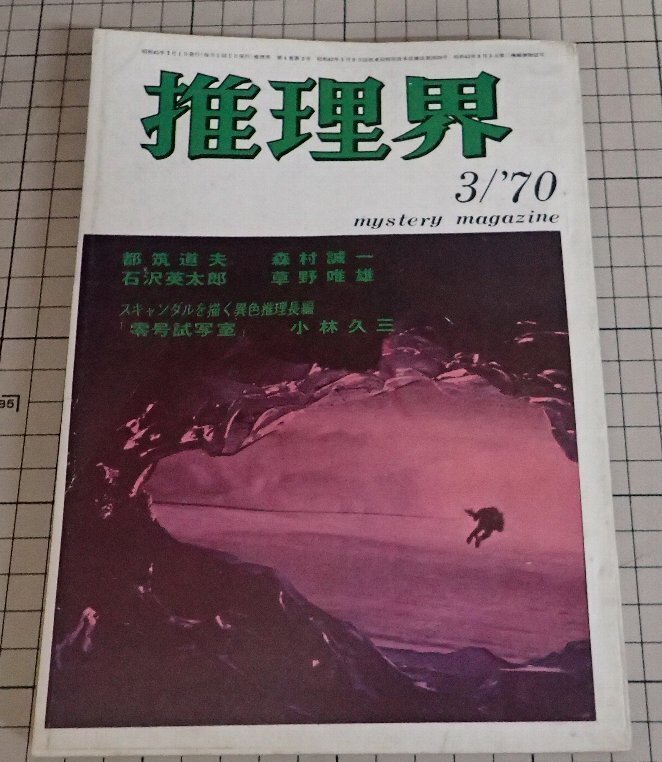 推理界
3/'70
mystery magazine
都筑道夫 森村誠一
石沢英太郎 草野唯雄
スキャンダルを描く異色推理長編
「零号試写室」 小林久三
95